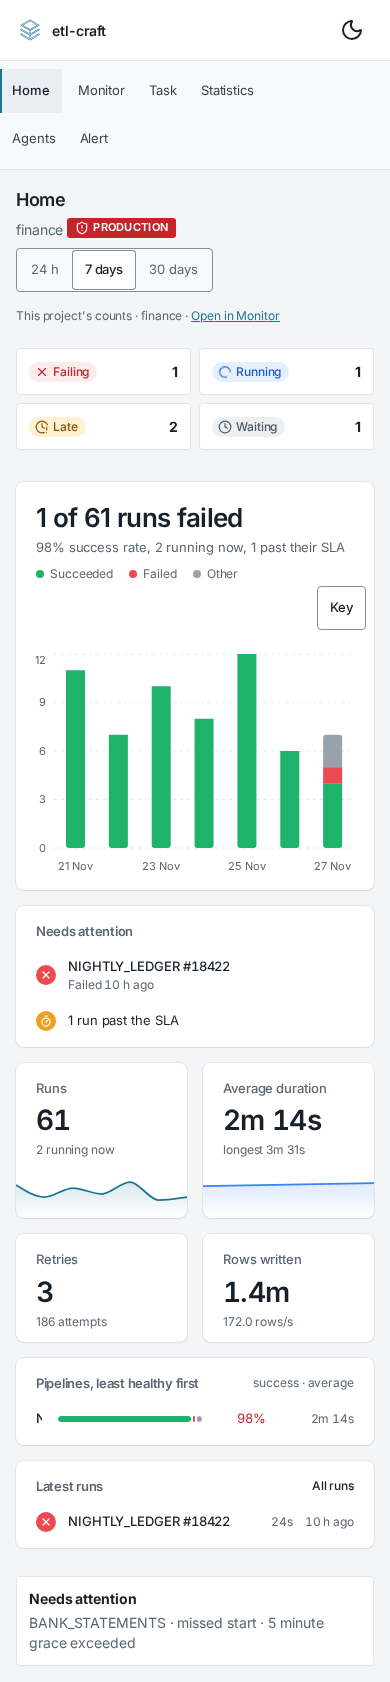 etl-craft
Home Monitor Task Statistics
Agents Alert
Home
finance PRODUCTION
24 h 7 days 30 days
This project's counts · finance · Open in Monitor
Failing 1 Running 1
Late 2 Waiting 1
1 of 61 runs failed
98% success rate, 2 running now, 1 past their SLA
Succeeded Failed Other
Key
12
9
6
3
0
21 Nov 23 Nov 25 Nov 27 Nov
Needs attention
NIGHTLY_LEDGER #18422
Failed 10 h ago
1 run past the SLA
Runs
61
2 running now
Average duration
2m 14s
longest 3m 31s
Retries
3
186 attempts
Rows written
1.4m
172.0 rows/s
Pipelines, least healthy first success · average
98% 2m 14s
Latest runs All runs
NIGHTLY_LEDGER #18422 24s 10 h ago
Needs attention
BANK_STATEMENTS · missed start · 5 minute
grace exceeded